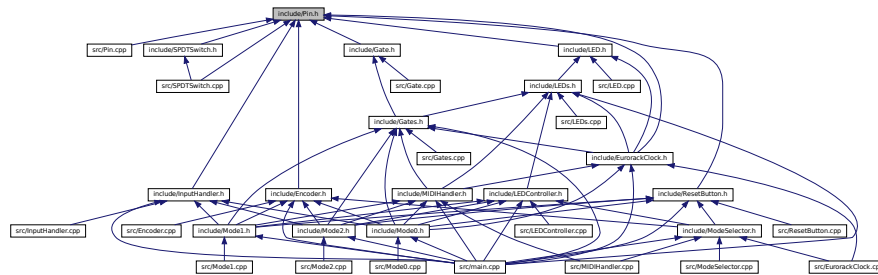 include/Pin.h
src/Pin.cpp
include/SPDTSwitch.h
include/Gate.h
include/LED.h
src/SPDTSwitch.cpp
src/Gate.cpp
include/LEDs.h
src/LED.cpp
include/Gates.h
src/LEDs.cpp
src/Gates.cpp
include/EurorackClock.h
include/InputHandler.h
include/Encoder.h
include/MIDIHandler.h
include/LEDController.h
include/ResetButton.h
src/InputHandler.cpp
src/Encoder.cpp
include/Mode1.h
include/Mode2.h
include/Mode0.h
src/LEDController.cpp
include/ModeSelector.h
src/ResetButton.cpp
src/Mode1.cpp
src/Mode2.cpp
src/Mode0.cpp
src/main.cpp
src/MIDIHandler.cpp
src/ModeSelector.cpp
src/EurorackClock.cpp